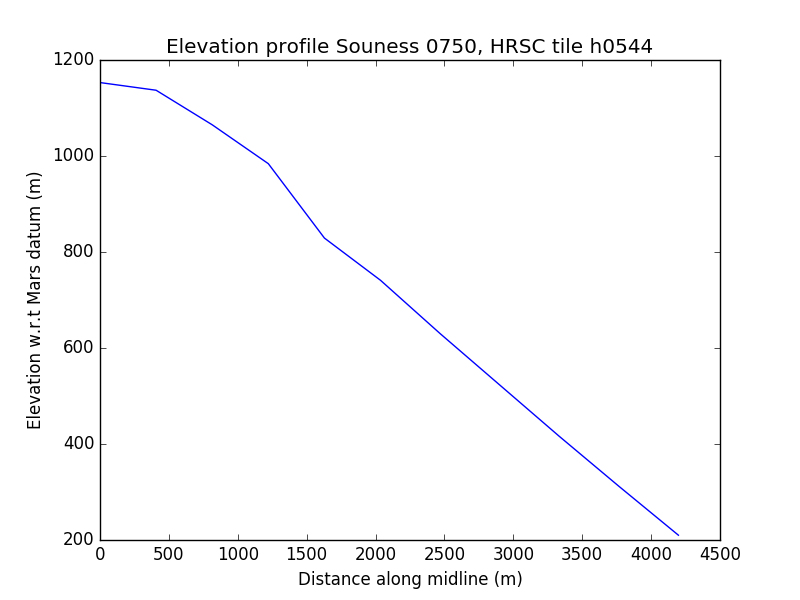 Elevation profile Souness 0750, HRSC tile h0544
1200
1000
800
600
400
200
Elevation w.r.t Mars datum (m)
0 500 1000 1500 2000 2500 3000 3500 4000 4500
Distance along midline (m)